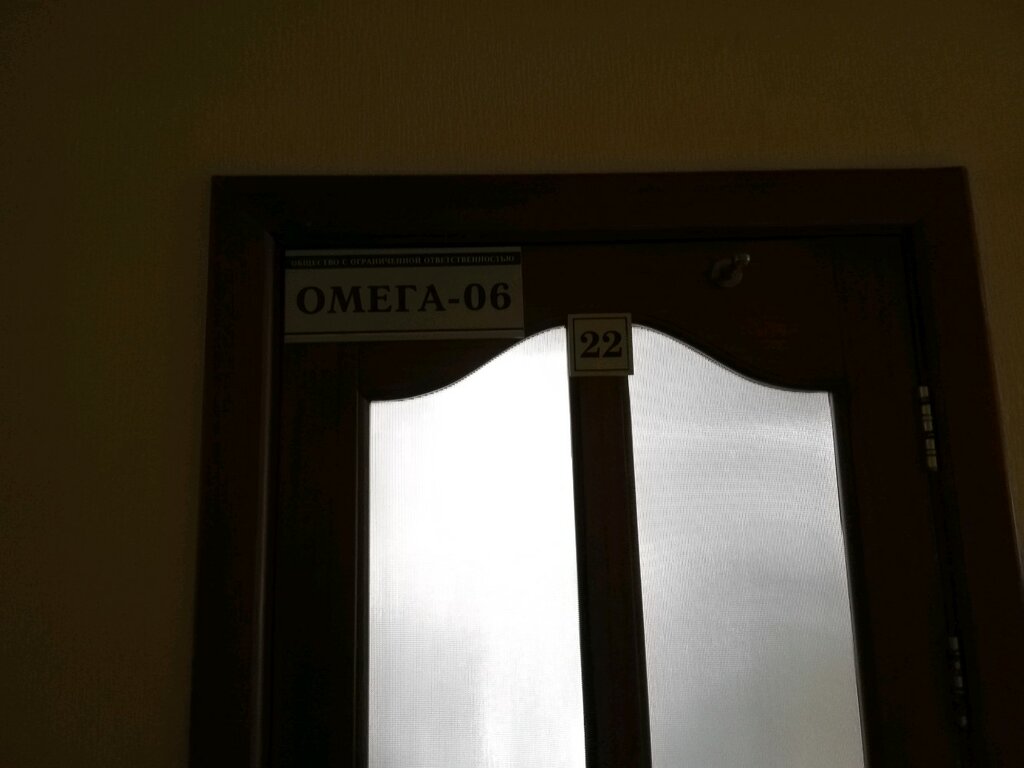 ОБЩЕСТВО С ОГРАНИЧЕННОЙ ОТВЕТСТВЕННОСТЬЮ
ОМЕГА-06
22